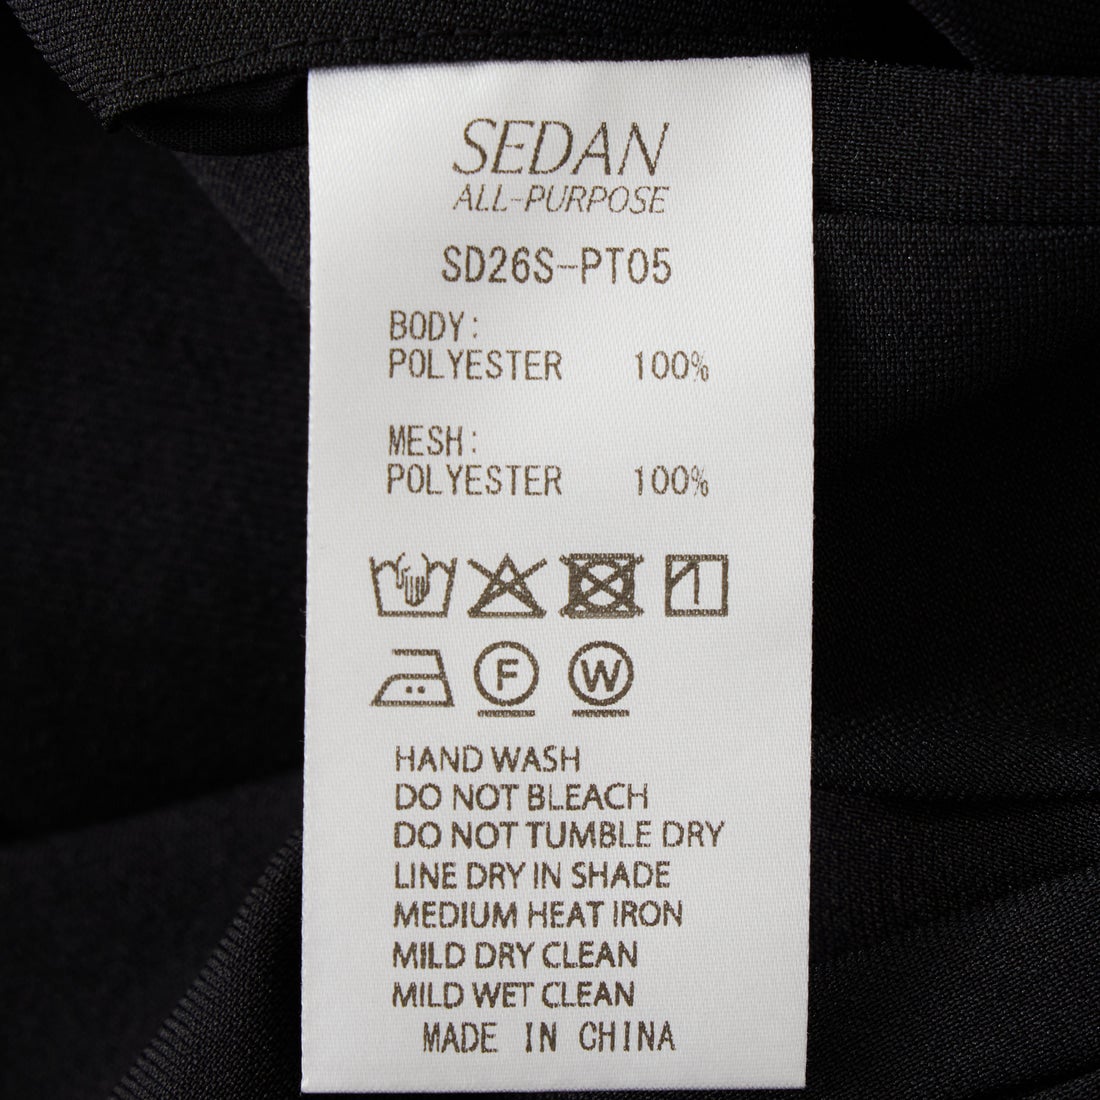 SEDAN
ALL-PURPOSE
SD26S-PT05
BODY:
POLYESTER 100%
MESH:
POLYESTER 100%
F W
HAND WASH
DO NOT BLEACH
DO NOT TUMBLE DRY
LINE DRY IN SHADE
MEDIUM HEAT IRON
MILD DRY CLEAN
MILD WET CLEAN
MADE IN CHINA